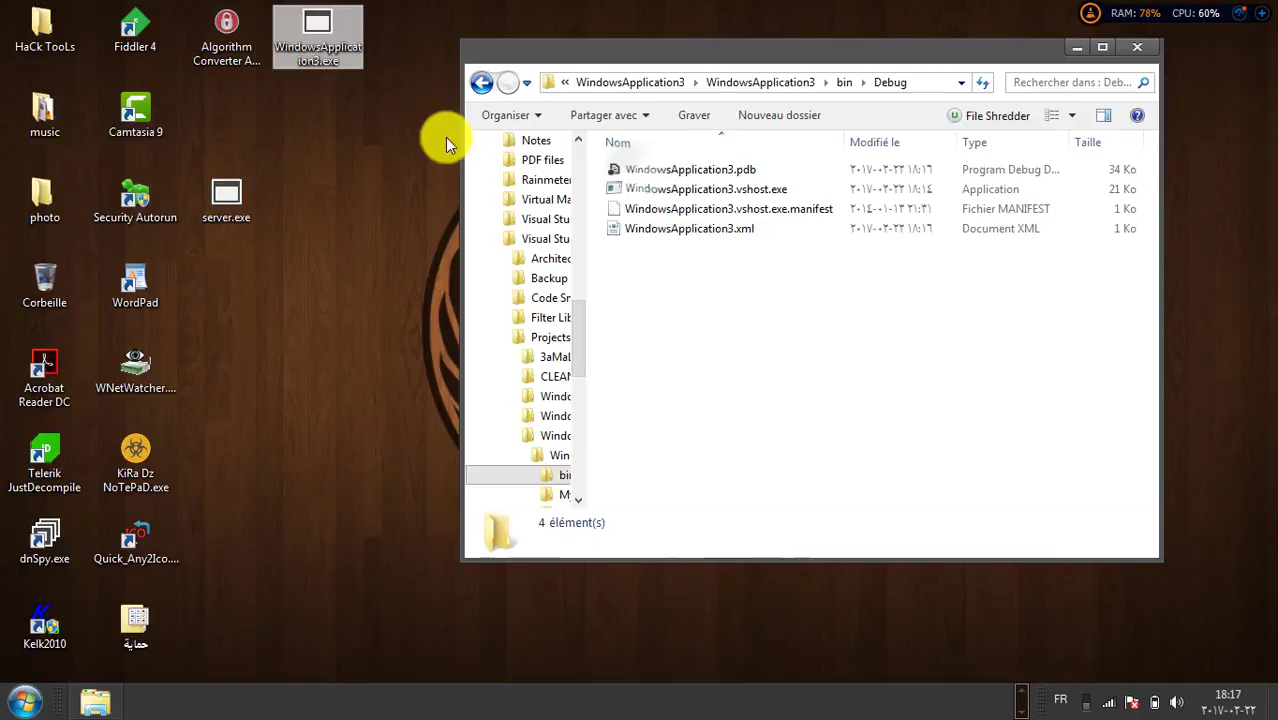 HaCk TooLs
Fiddler 4
Algorithm
Converter A...
WindowsApplicat
ion3.exe
RAM: 78% CPU: 60%
music
Camtasia 9
photo
Security Autorun
server.exe
Corbeille
WordPad
Acrobat
Reader DC
WNetWatcher....
Telerik
JustDecompile
KiRa Dz
NoTePaD.exe
dnSpy.exe
Quick_Any2Ico....
Kelk2010
حماية
« WindowsApplication3 WindowsApplication3 bin Debug
Rechercher dans : Deb...
Organiser Partager avec Graver Nouveau dossier File Shredder
Notes
PDF files
Rainmeter
Virtual Ma
Visual Stu
Visual Stu
Architec
Backup
Code Sn
Filter Lib
Projects
3aMaL
CLEAN
Windo
Windo
Windo
Win
bin
M
Nom Modifié le Type Taille
WindowsApplication3.pdb ٢٠١٧-٠٢-٢٢ ١٨:١٦ Program Debug D... 34 Ko
WindowsApplication3.vshost.exe ٢٠١٧-٠٢-٢٢ ١٨:١٤ Application 21 Ko
WindowsApplication3.vshost.exe.manifest ٢٠١٤-٠١-١٣ ٢١:٣١ Fichier MANIFEST 1 Ko
WindowsApplication3.xml ٢٠١٧-٠٢-٢٢ ١٨:١٦ Document XML 1 Ko
4 élément(s)
FR
18:17
٢٠١٧-٠٢-٢٢